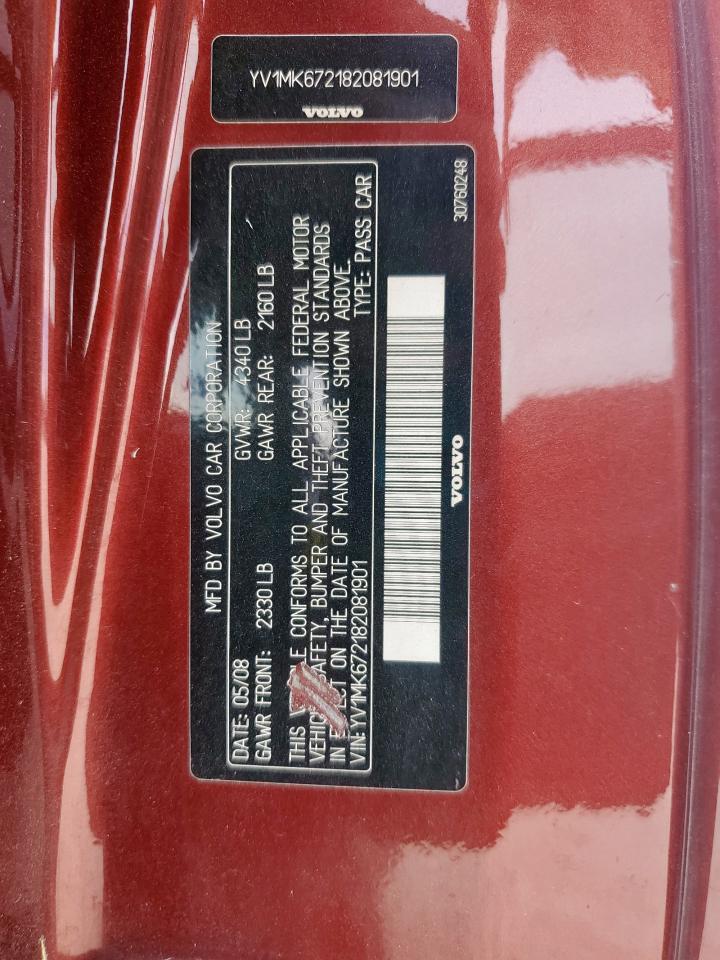 YV1MK672182081901
VOLVO
MFD BY VOLVO CAR CORPORATION
DATE: 05/08 GVWR: 4340 LB
GAWR FRONT: 2330 LB GAWR REAR: 2160 LB
THIS LE CONFORMS TO ALL APPLICABLE FEDERAL MOTOR
VEHIC SAFETY, BUMPER AND THEFT PREVENTION STANDARDS
IN EFFECT ON THE DATE OF MANUFACTURE SHOWN ABOVE.
VIN: YV1MK672182081901 TYPE: PASS CAR
VOLVO
30760248